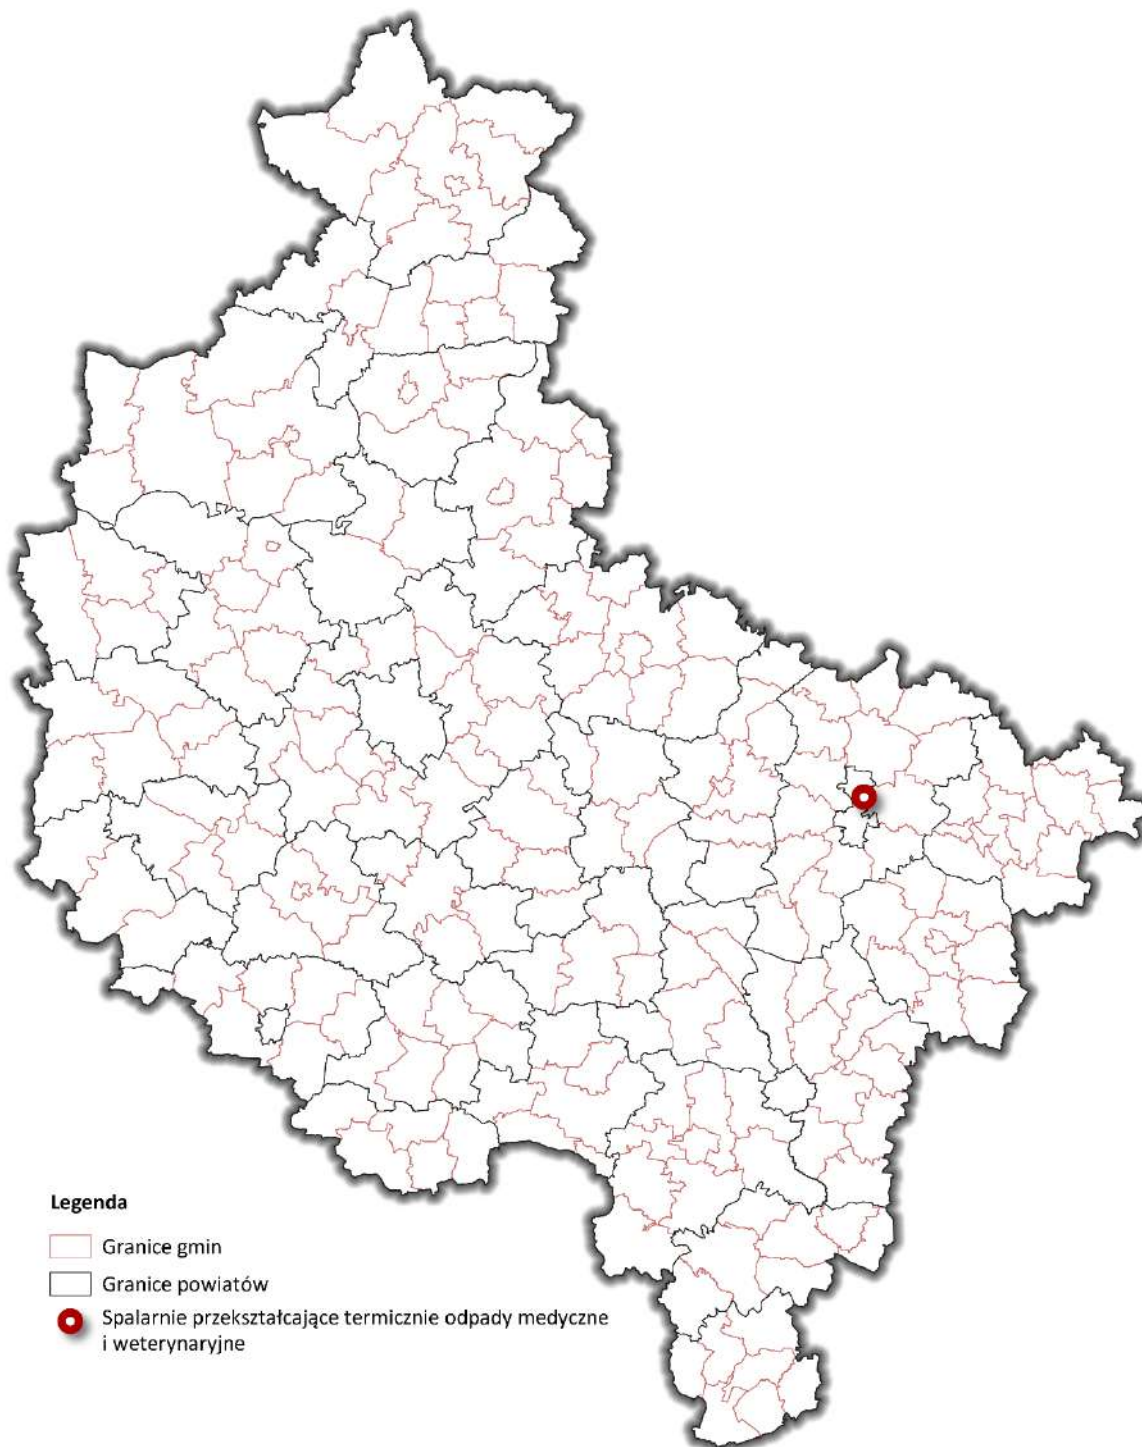 Legenda
Granice gmin
Granice powiatów
Spalarnie przekształcające termicznie odpady medyczne
i weterynaryjne